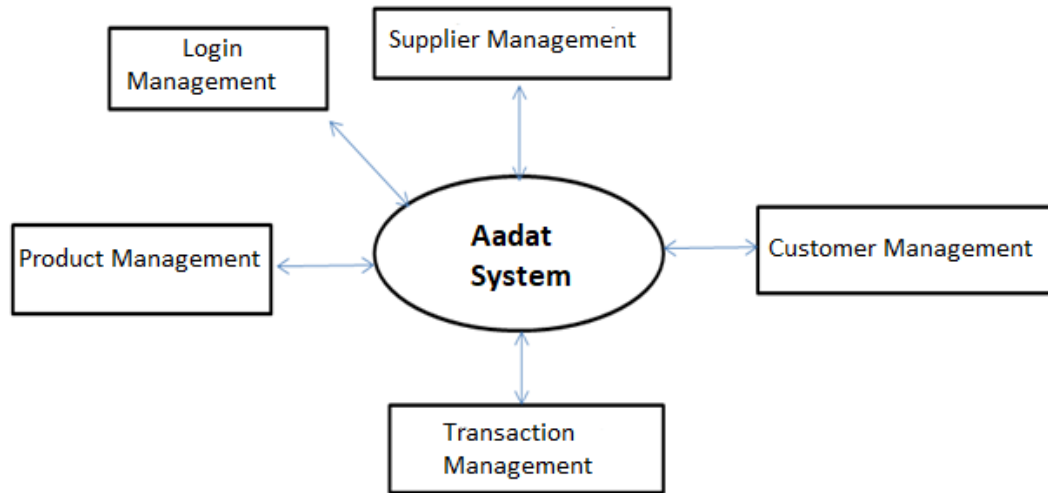 Login
Management
Supplier Management
Product Management
Aadat
System
Customer Management
Transaction
Management